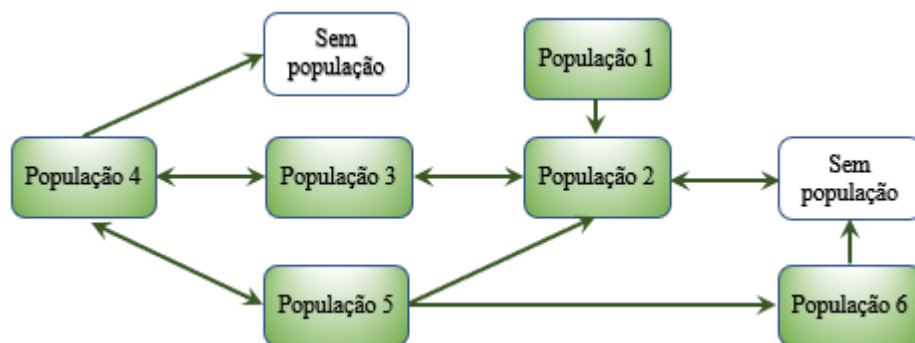 Sem
população
População 1
População 4
População 3
População 2
Sem
população
População 5
População 6